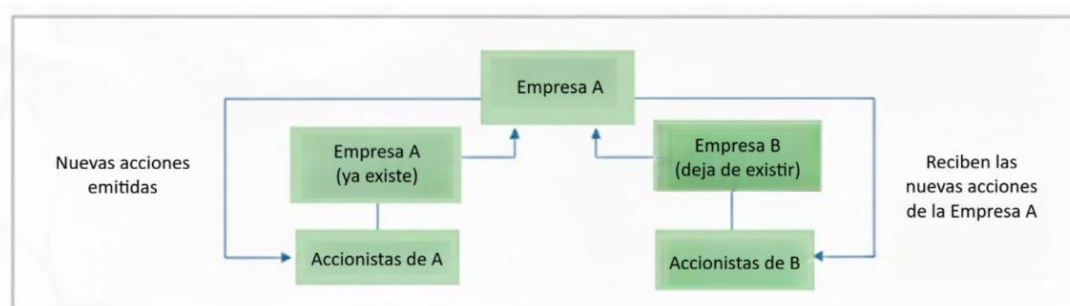 Empresa A
Nuevas acciones
emitidas
Empresa A
(ya existe)
Empresa B
(deja de existir)
Reciben las
nuevas acciones
de la Empresa A
Accionistas de A
Accionistas de B